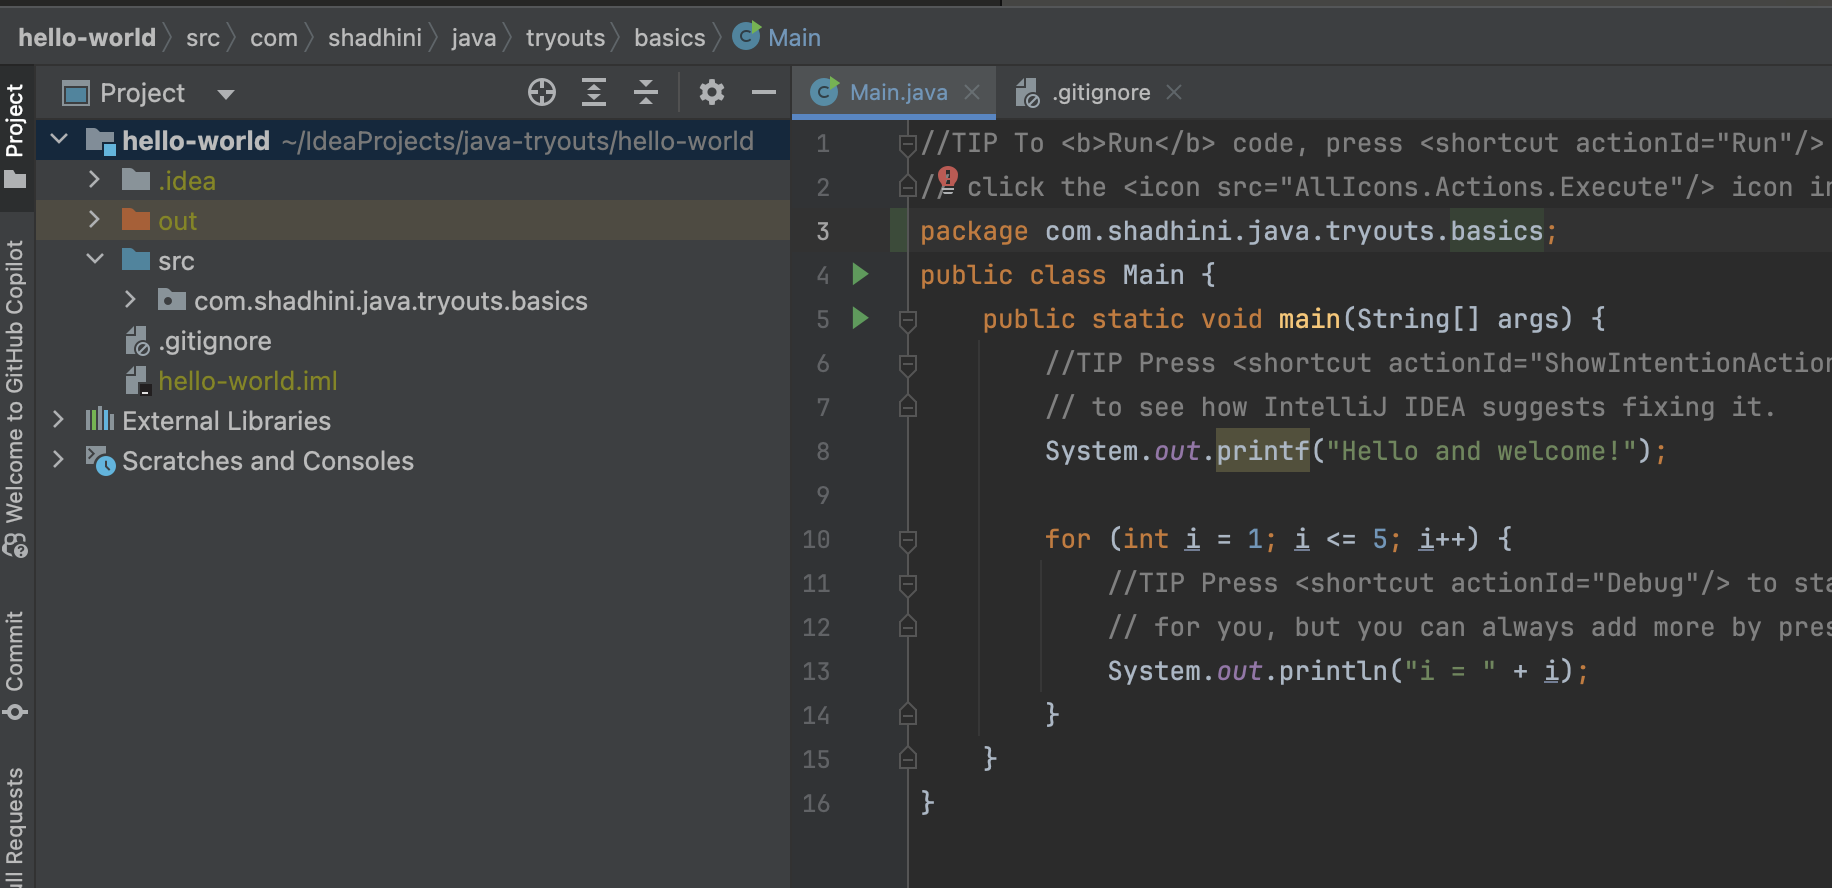 hello-world src com shadhini java tryouts basics Main
Project
Welcome to GitHub Copilot
Commit
ull Requests
Project
hello-world ~/IdeaProjects/java-tryouts/hello-world
.idea
out
src
com.shadhini.java.tryouts.basics
.gitignore
hello-world.iml
External Libraries
Scratches and Consoles
Main.java .gitignore
1 //TIP To <b>Run</b> code, press <shortcut actionId="Run"/>
2 // click the <icon src="AllIcons.Actions.Execute"/> icon in
3 package com.shadhini.java.tryouts.basics;
4 public class Main {
5 public static void main(String[] args) {
6 //TIP Press <shortcut actionId="ShowIntentionAction
7 // to see how IntelliJ IDEA suggests fixing it.
8 System.out.printf("Hello and welcome!");
9
10 for (int i = 1; i <= 5; i++) {
11 //TIP Press <shortcut actionId="Debug"/> to sta
12 // for you, but you can always add more by pres
13 System.out.println("i = " + i);
14 }
15 }
16 }